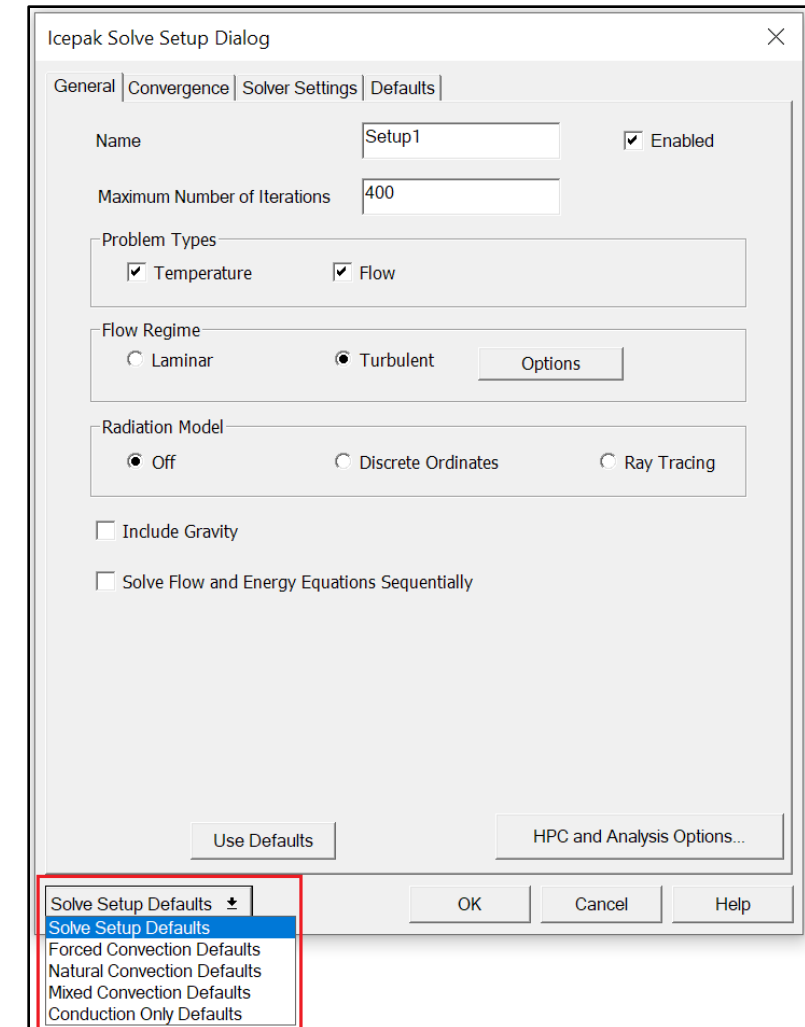 Icepak Solve Setup Dialog
General Convergence Solver Settings Defaults
Name Setup1 Enabled
Maximum Number of Iterations 400
Problem Types
Temperature Flow
Flow Regime
Laminar Turbulent Options
Radiation Model
Off Discrete Ordinates Ray Tracing
Include Gravity
Solve Flow and Energy Equations Sequentially
Use Defaults HPC and Analysis Options...
Solve Setup Defaults OK Cancel Help
Solve Setup Defaults
Forced Convection Defaults
Natural Convection Defaults
Mixed Convection Defaults
Conduction Only Defaults